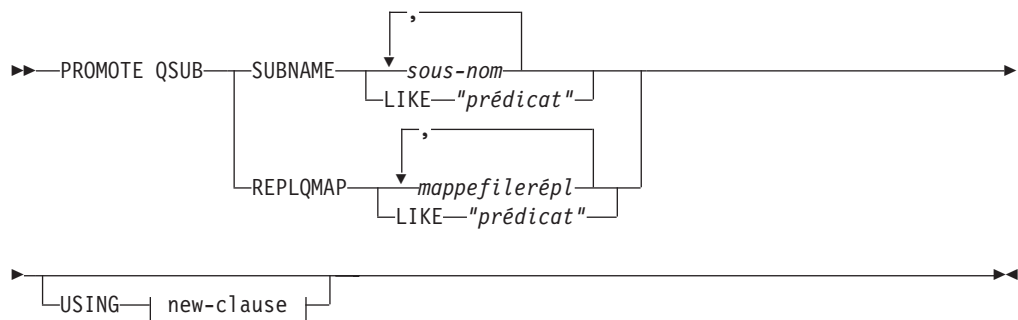 ,
PROMOTE QSUB SUBNAME sous-nom
LIKE "prédicat"
,
REPLQMAP mappefilerépl
LIKE "prédicat"
USING new-clause